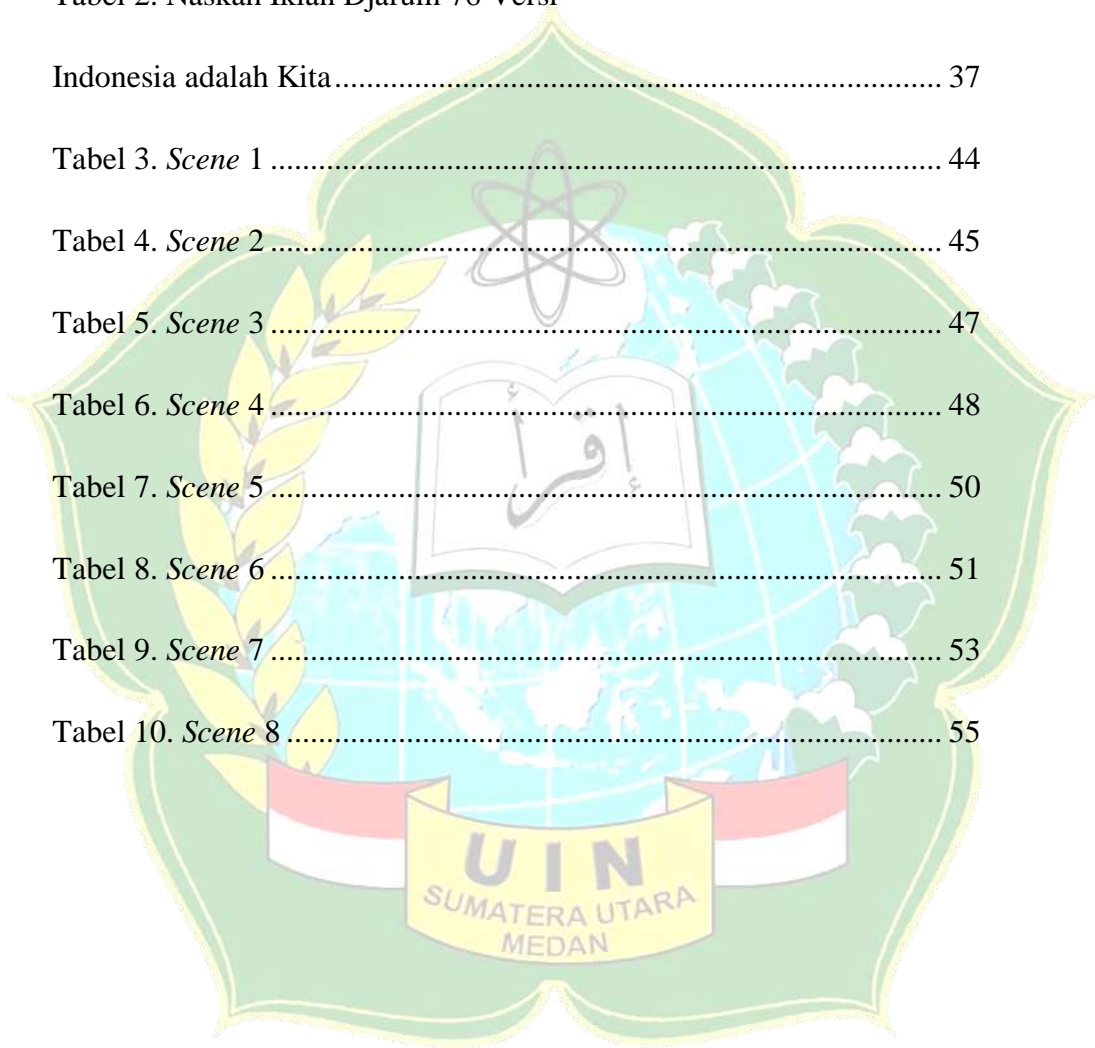 Tabel 2. Naskah Iklan Djarum 76 Versi
Indonesia adalah Kita........................................................................... 37
Tabel 3. Scene 1 ................................................................................... 44
Tabel 4. Scene 2 ................................................................................... 45
Tabel 5. Scene 3 ................................................................................... 47
Tabel 6. Scene 4 ................................................................................... 48
Tabel 7. Scene 5 ................................................................................... 50
Tabel 8. Scene 6 ................................................................................... 51
Tabel 9. Scene 7 ................................................................................... 53
Tabel 10. Scene 8 ................................................................................. 55
إقرأ
UIN
SUMATERA UTARA
MEDAN